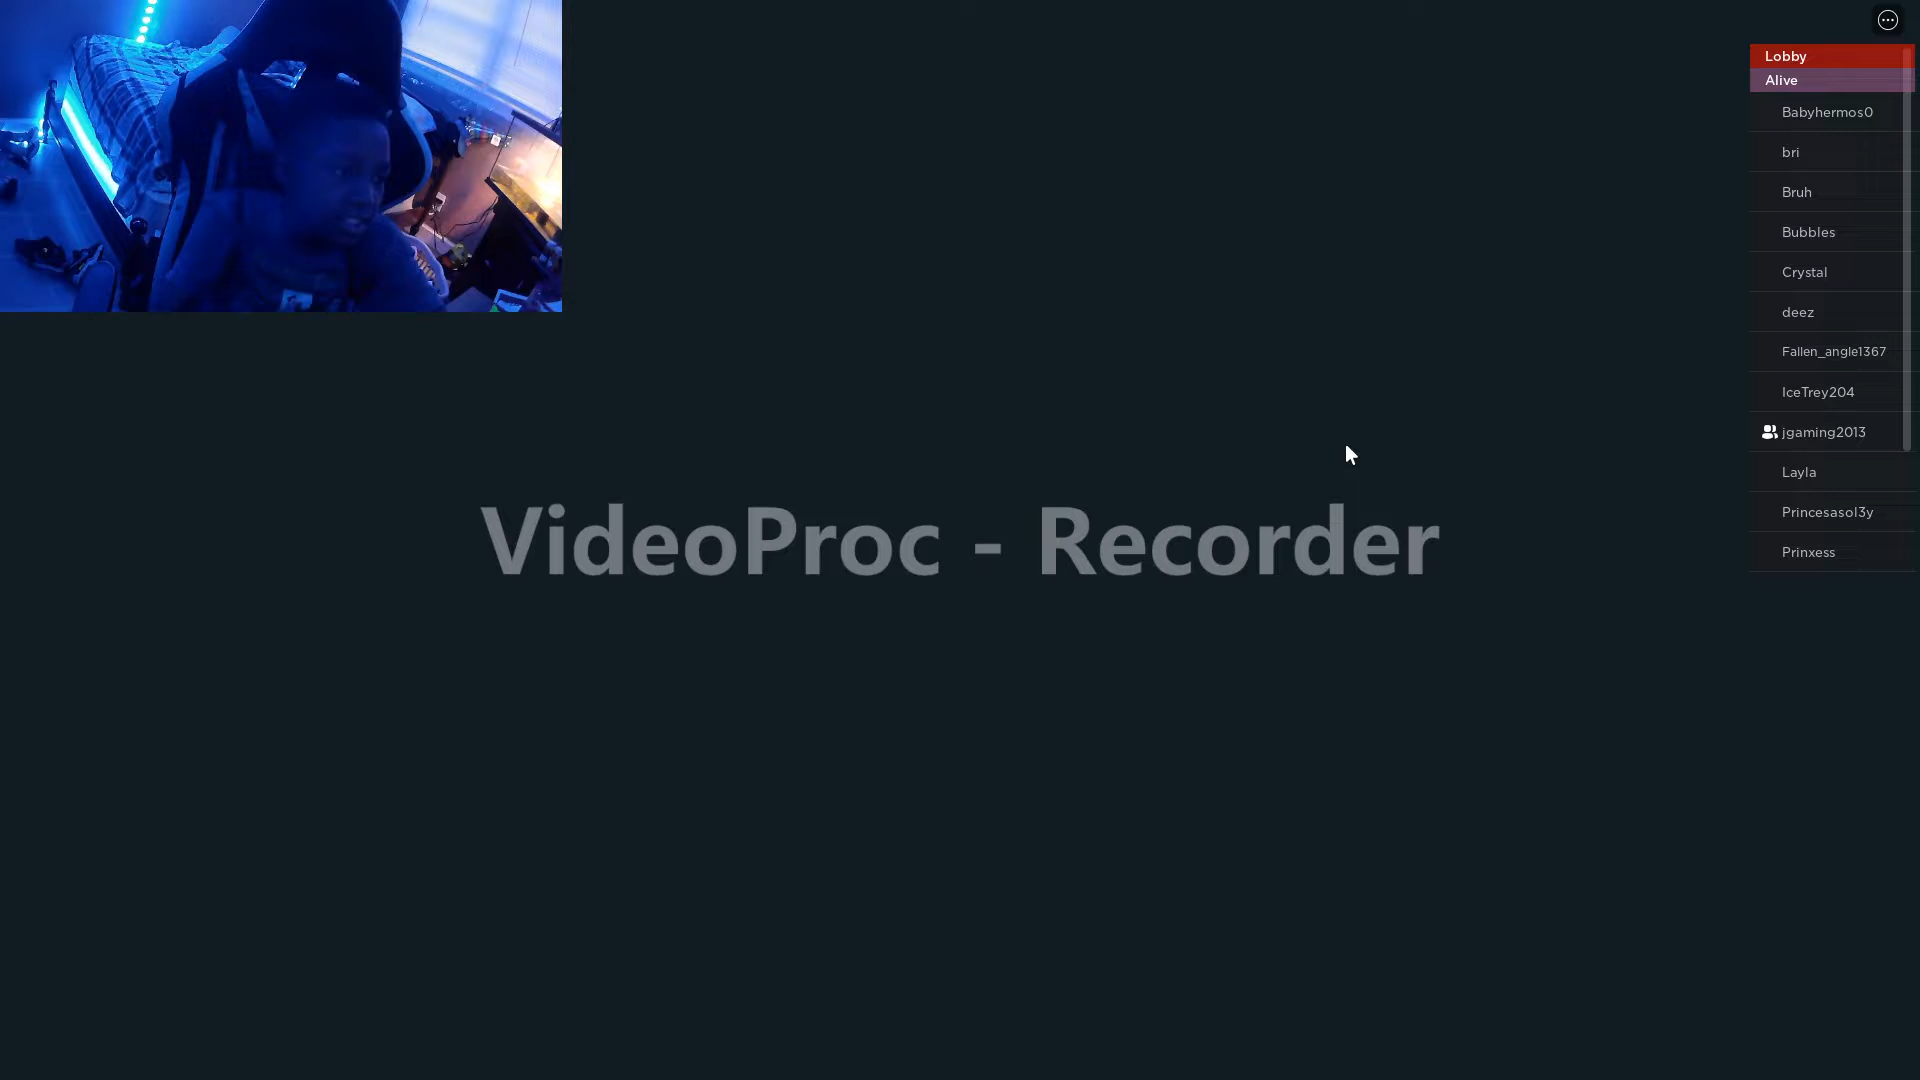 Lobby
Alive
Babyhermos0
bri
Bruh
Bubbles
Crystal
deez
Fallen_angle1367
IceTrey204
jgaming2013
Layla
Princesasol3y
Prinxess
VideoProc - Recorder